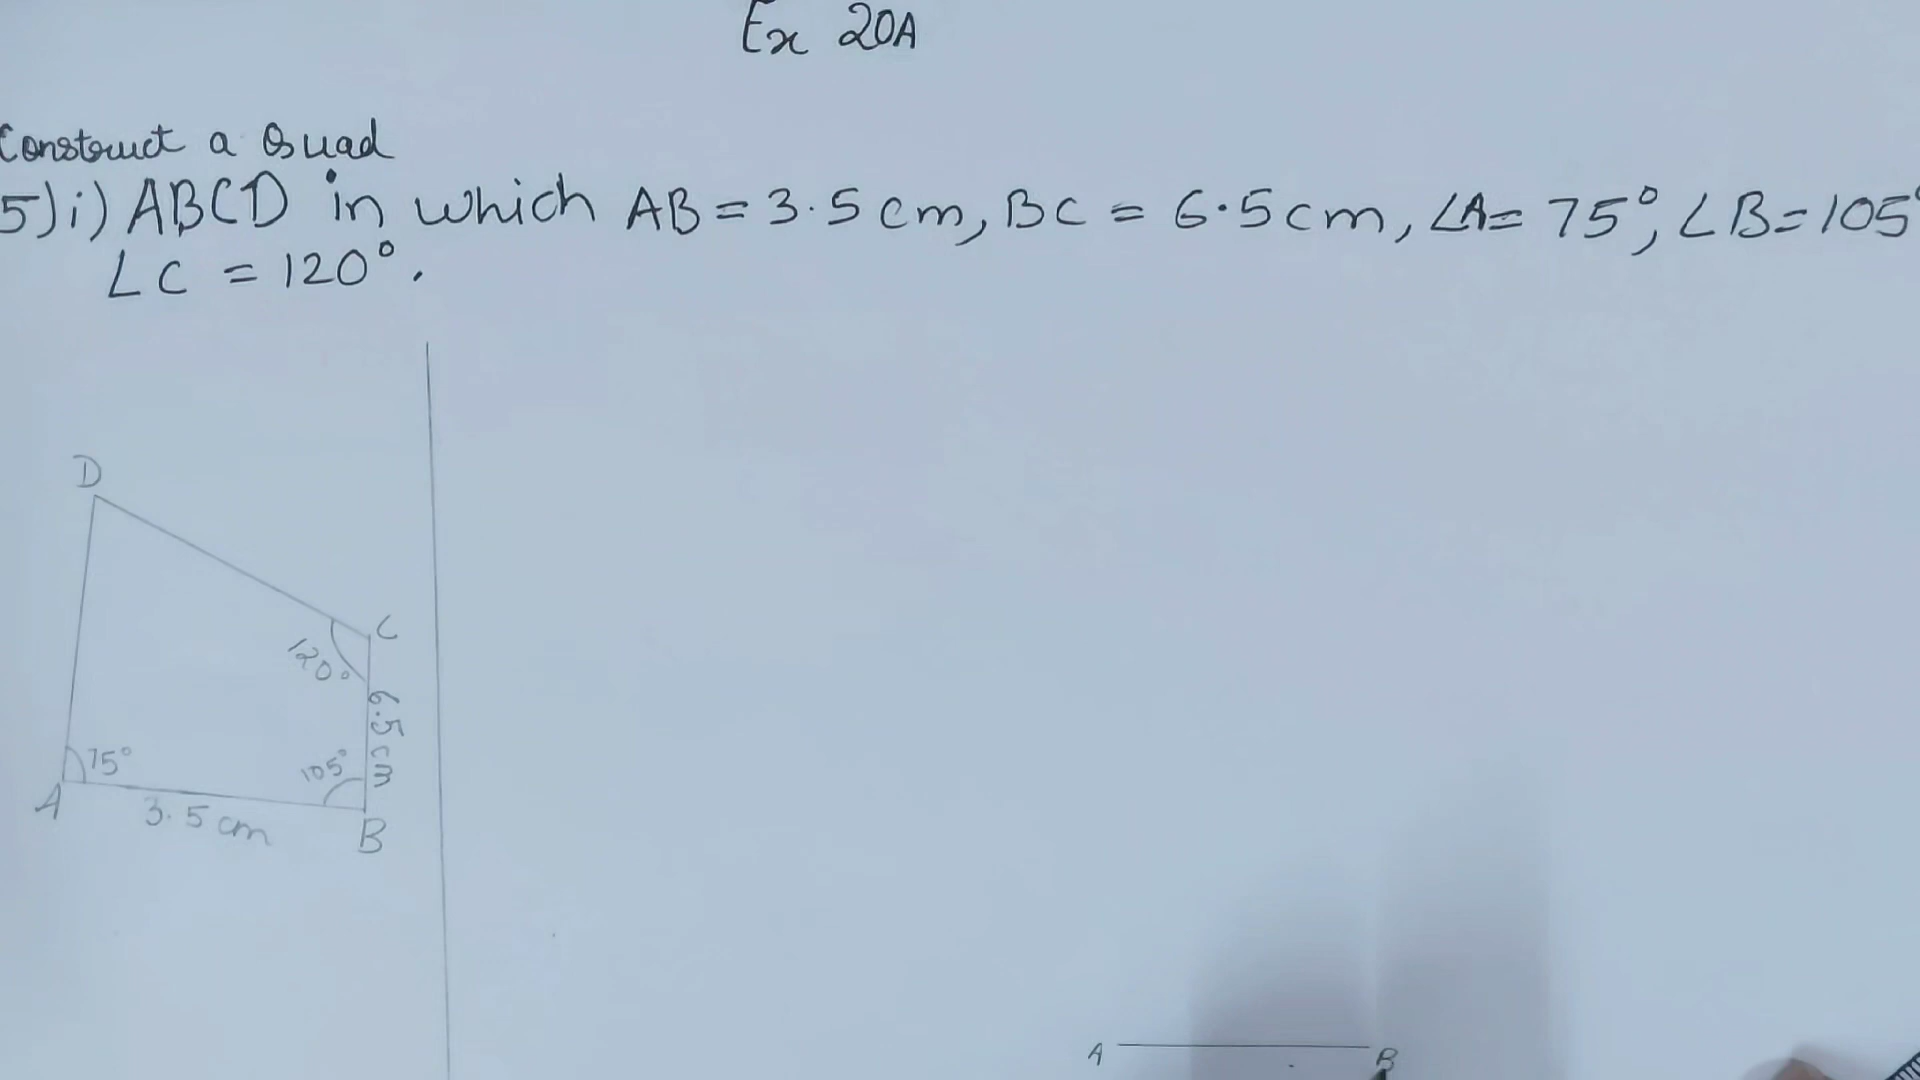 Ex 20A
Construct a Quad
5)i) ABCD in which AB = 3.5 cm, BC = 6.5 cm, ∠A = 75°, ∠B = 105°
∠C = 120°.
D
C
120°
6.5 cm
75°
105°
A
3.5 cm
B
A
B